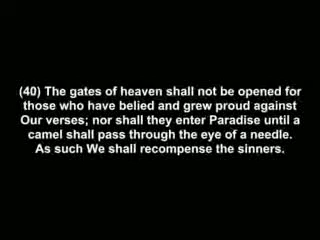 (40) The gates of heaven shall not be opened for
those who have belied and grew proud against
Our verses; nor shall they enter Paradise until a
camel shall pass through the eye of a needle.
As such We shall recompense the sinners.